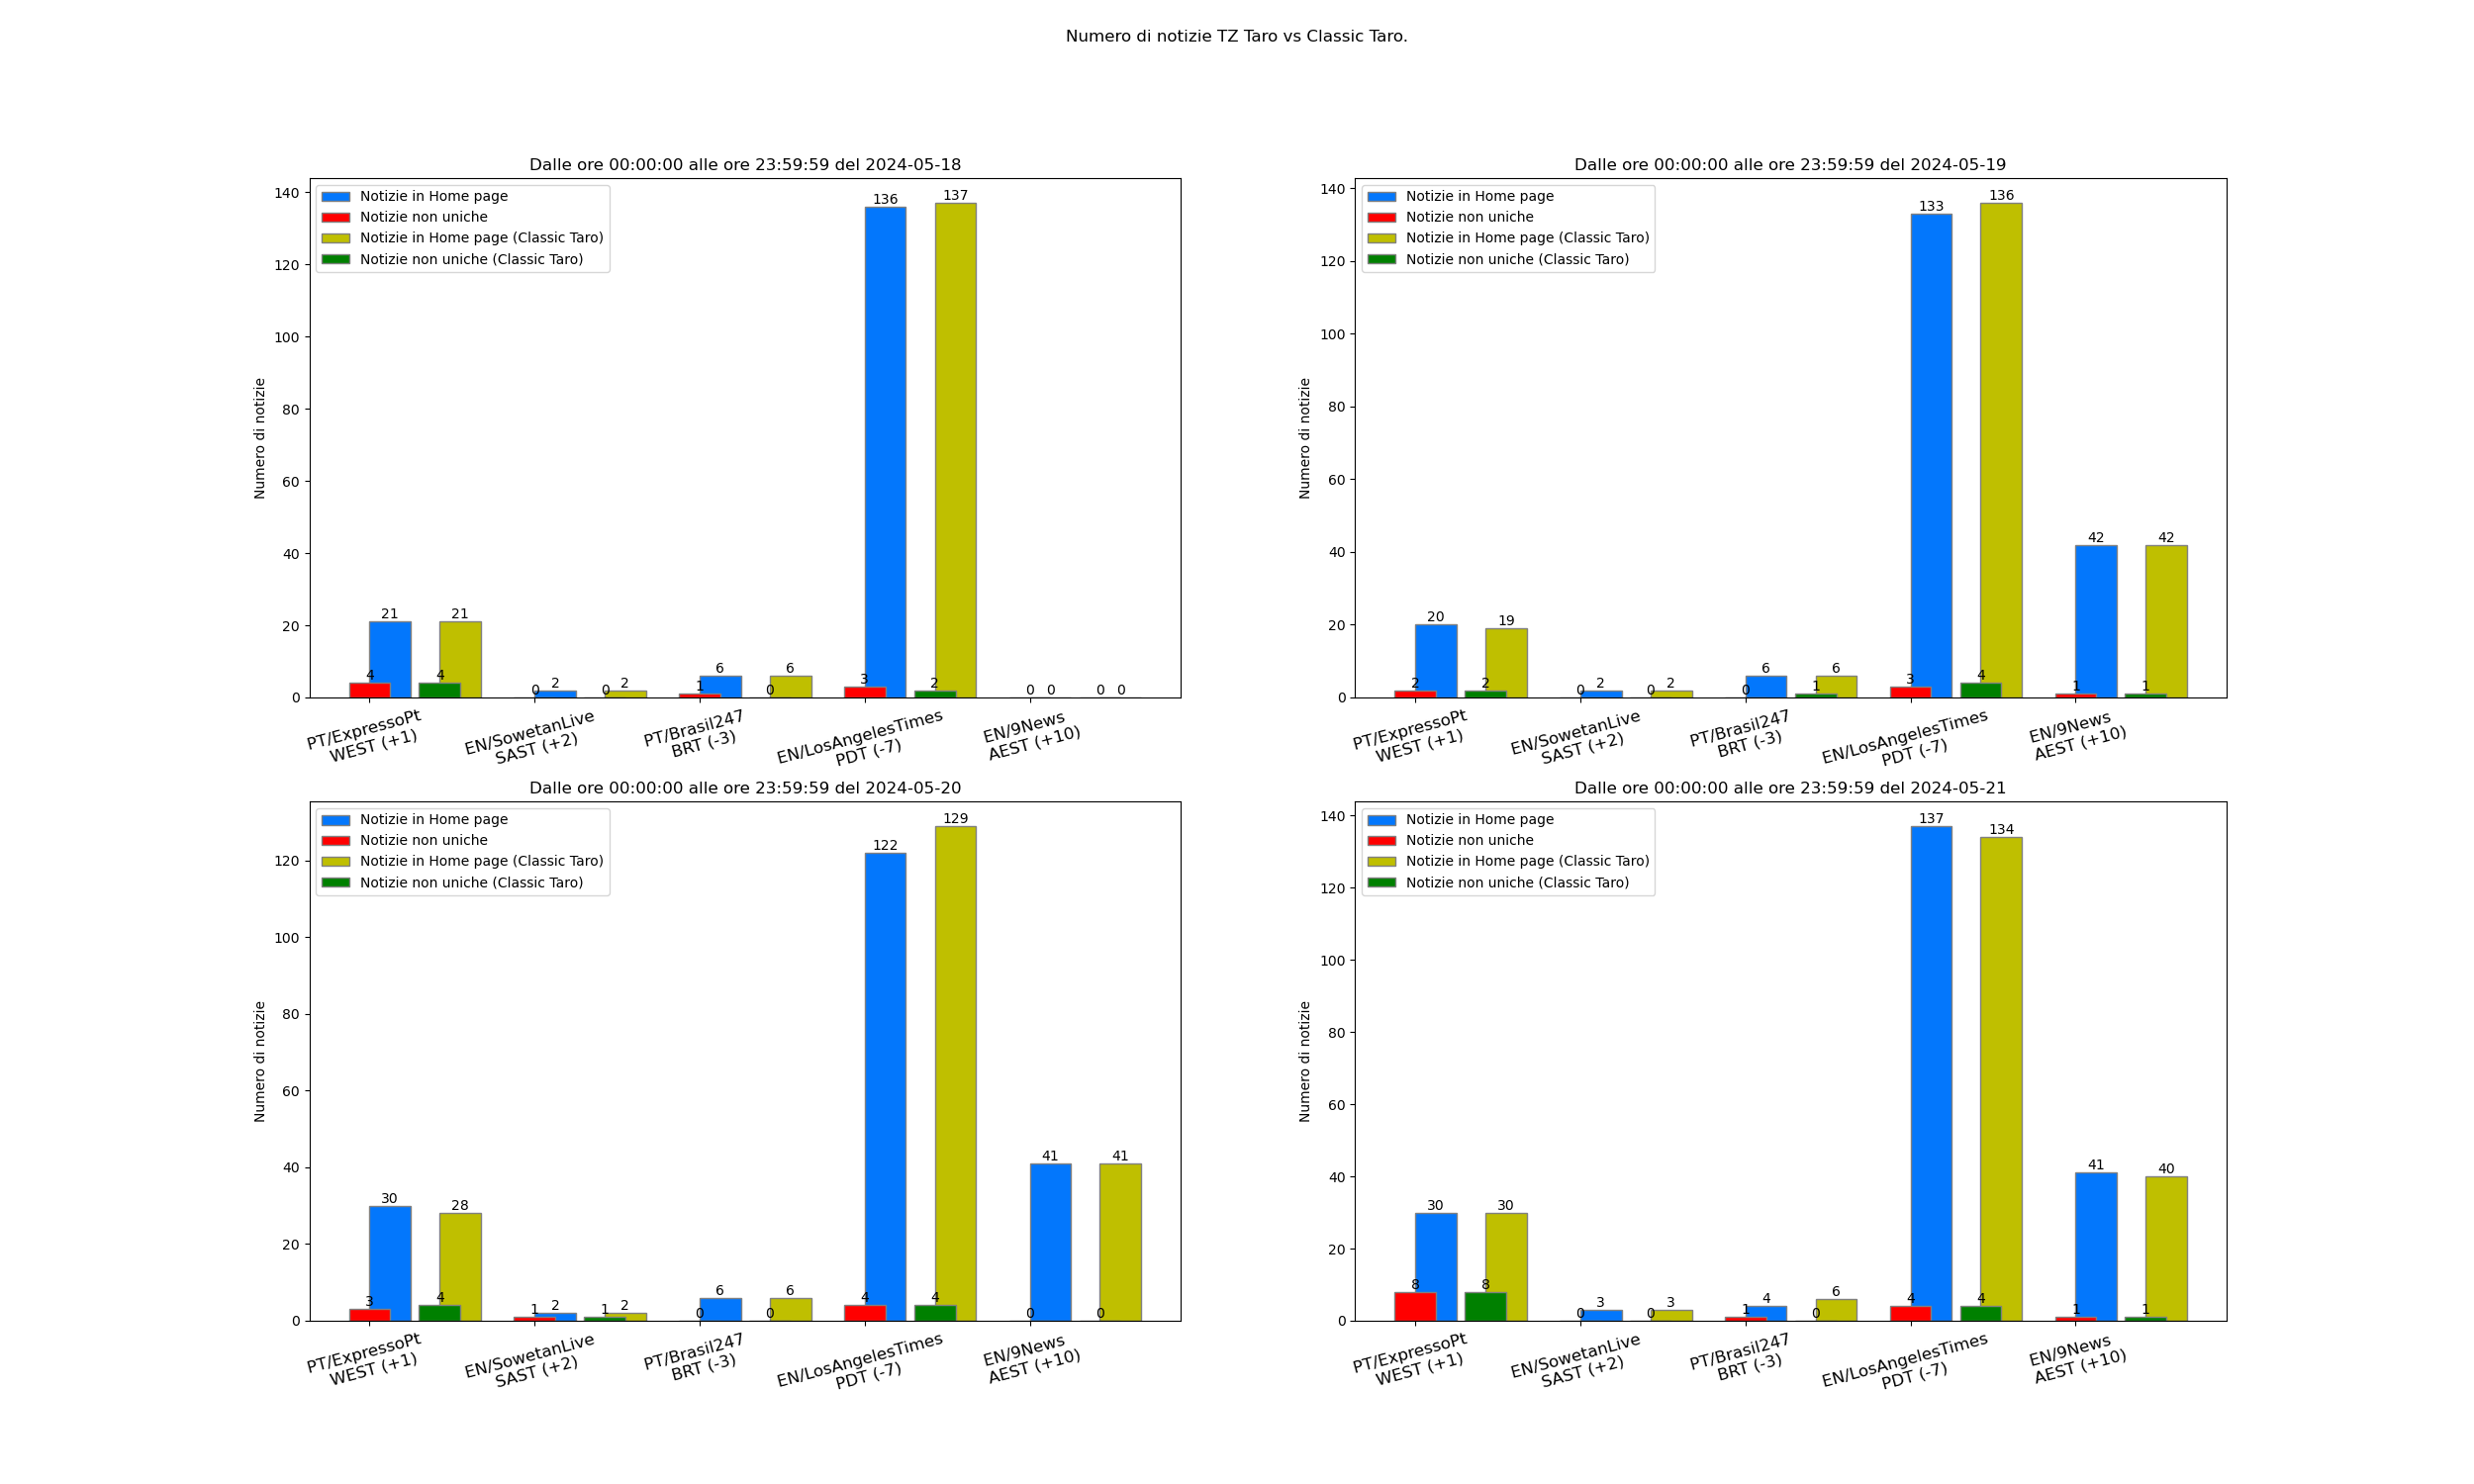 Numero di notizie TZ Taro vs Classic Taro.
Dalle ore 00:00:00 alle ore 23:59:59 del 2024-05-18
Notizie in Home page
Notizie non uniche
Notizie in Home page (Classic Taro)
Notizie non uniche (Classic Taro)
Numero di notizie
140
120
100
80
60
40
20
0
4 21 4 21
0 2 0 2
1 6 0 6
3 136 2 137
0 0 0 0
PT/ExpressoPt
WEST (+1)
EN/SowetanLive
SAST (+2)
PT/Brasil247
BRT (-3)
EN/LosAngelesTimes
PDT (-7)
EN/9News
AEST (+10)
Dalle ore 00:00:00 alle ore 23:59:59 del 2024-05-19
Notizie in Home page
Notizie non uniche
Notizie in Home page (Classic Taro)
Notizie non uniche (Classic Taro)
Numero di notizie
140
120
100
80
60
40
20
0
2 20 2 19
0 2 0 2
0 6 1 6
3 133 4 136
1 42 1 42
PT/ExpressoPt
WEST (+1)
EN/SowetanLive
SAST (+2)
PT/Brasil247
BRT (-3)
EN/LosAngelesTimes
PDT (-7)
EN/9News
AEST (+10)
Dalle ore 00:00:00 alle ore 23:59:59 del 2024-05-20
Notizie in Home page
Notizie non uniche
Notizie in Home page (Classic Taro)
Notizie non uniche (Classic Taro)
Numero di notizie
120
100
80
60
40
20
0
3 30 4 28
1 2 1 2
0 6 0 6
4 122 4 129
0 41 0 41
PT/ExpressoPt
WEST (+1)
EN/SowetanLive
SAST (+2)
PT/Brasil247
BRT (-3)
EN/LosAngelesTimes
PDT (-7)
EN/9News
AEST (+10)
Dalle ore 00:00:00 alle ore 23:59:59 del 2024-05-21
Notizie in Home page
Notizie non uniche
Notizie in Home page (Classic Taro)
Notizie non uniche (Classic Taro)
Numero di notizie
140
120
100
80
60
40
20
0
8 30 8 30
0 3 0 3
1 4 0 6
4 137 4 134
1 41 1 40
PT/ExpressoPt
WEST (+1)
EN/SowetanLive
SAST (+2)
PT/Brasil247
BRT (-3)
EN/LosAngelesTimes
PDT (-7)
EN/9News
AEST (+10)